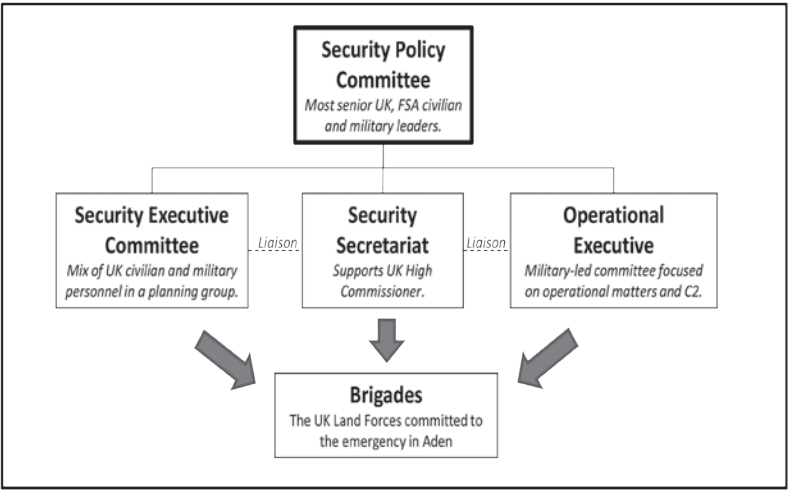 Security Policy
Committee
Most senior UK, FSA civilian
and military leaders.
Security Executive
Committee
Mix of UK civilian and military
personnel in a planning group.
Liaison
Security
Secretariat
Supports UK High
Commissioner.
Liaison
Operational
Executive
Military-led committee focused
on operational matters and C2.
Brigades
The UK Land Forces committed to
the emergency in Aden